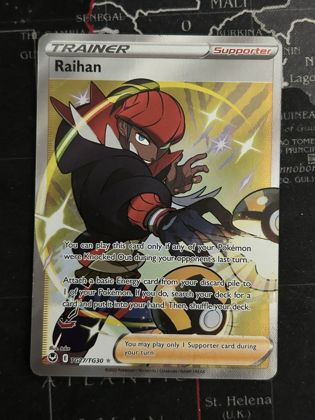 TRAINER Supporter
Raihan
You can play this card only if any of your Pokémon
were Knocked Out during your opponent's last turn.
Attach a basic Energy card from your discard pile to
1 of your Pokémon. If you do, search your deck for a
card and put it into your hand. Then, shuffle your deck.
You may play only 1 Supporter card during
your turn.
E TG27/TG30
St. Helena
(U.K.)